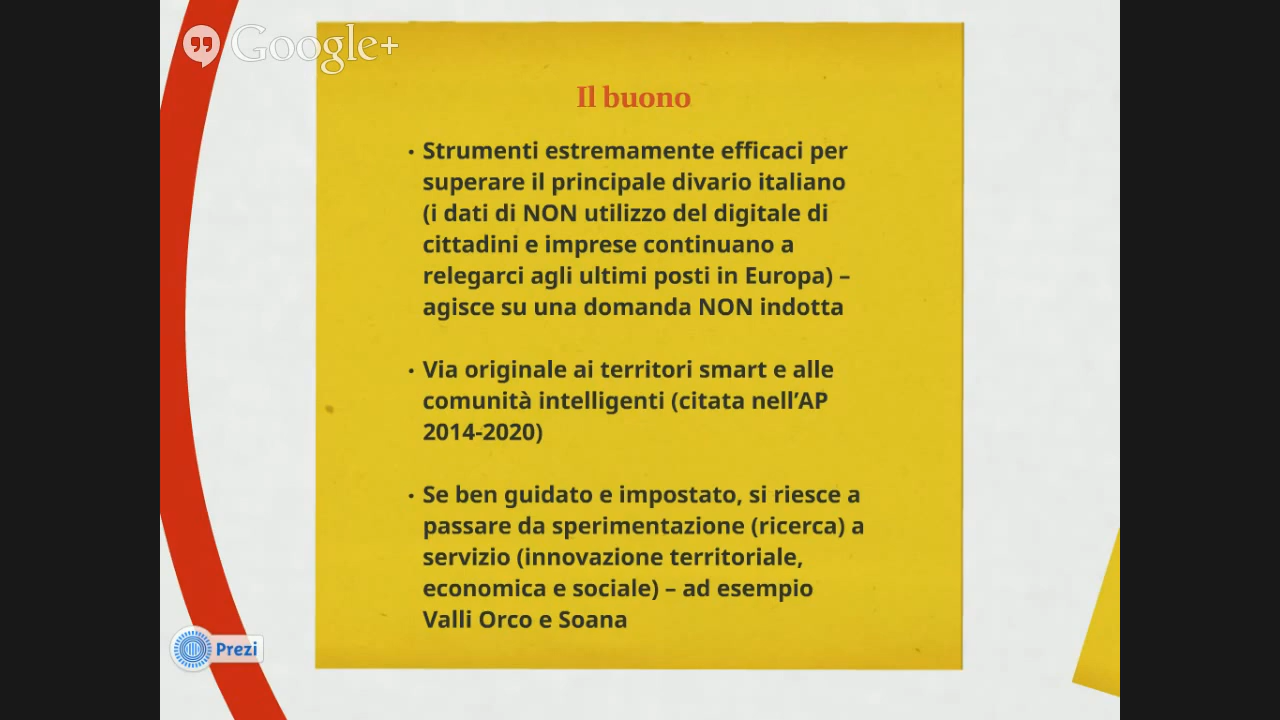 Google+
Il buono
• Strumenti estremamente efficaci per
superare il principale divario italiano
(i dati di NON utilizzo del digitale di
cittadini e imprese continuano a
relegarci agli ultimi posti in Europa) –
agisce su una domanda NON indotta
• Via originale ai territori smart e alle
comunità intelligenti (citata nell’AP
2014-2020)
• Se ben guidato e impostato, si riesce a
passare da sperimentazione (ricerca) a
servizio (innovazione territoriale,
economica e sociale) – ad esempio
Valli Orco e Soana
Prezi